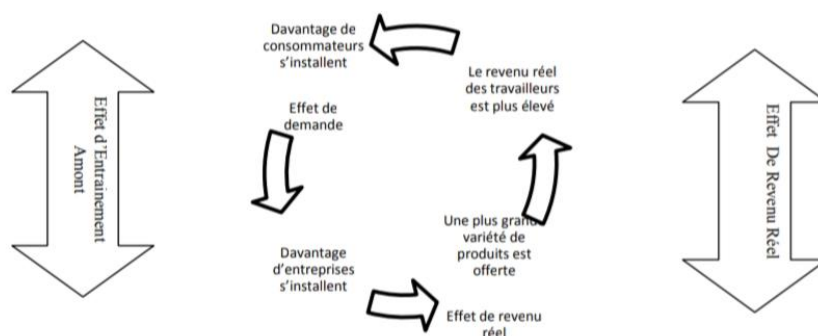 Davantage de
consommateurs
s'installent
Effet de
demande
Le revenu réel
des travailleurs
est plus élevé
Effet d'Entrainement
Amont
Effet De Revenu Réel
Une plus grande
variété de
produits est
offerte
Davantage
d'entreprises
s'installent
Effet de revenu
réel